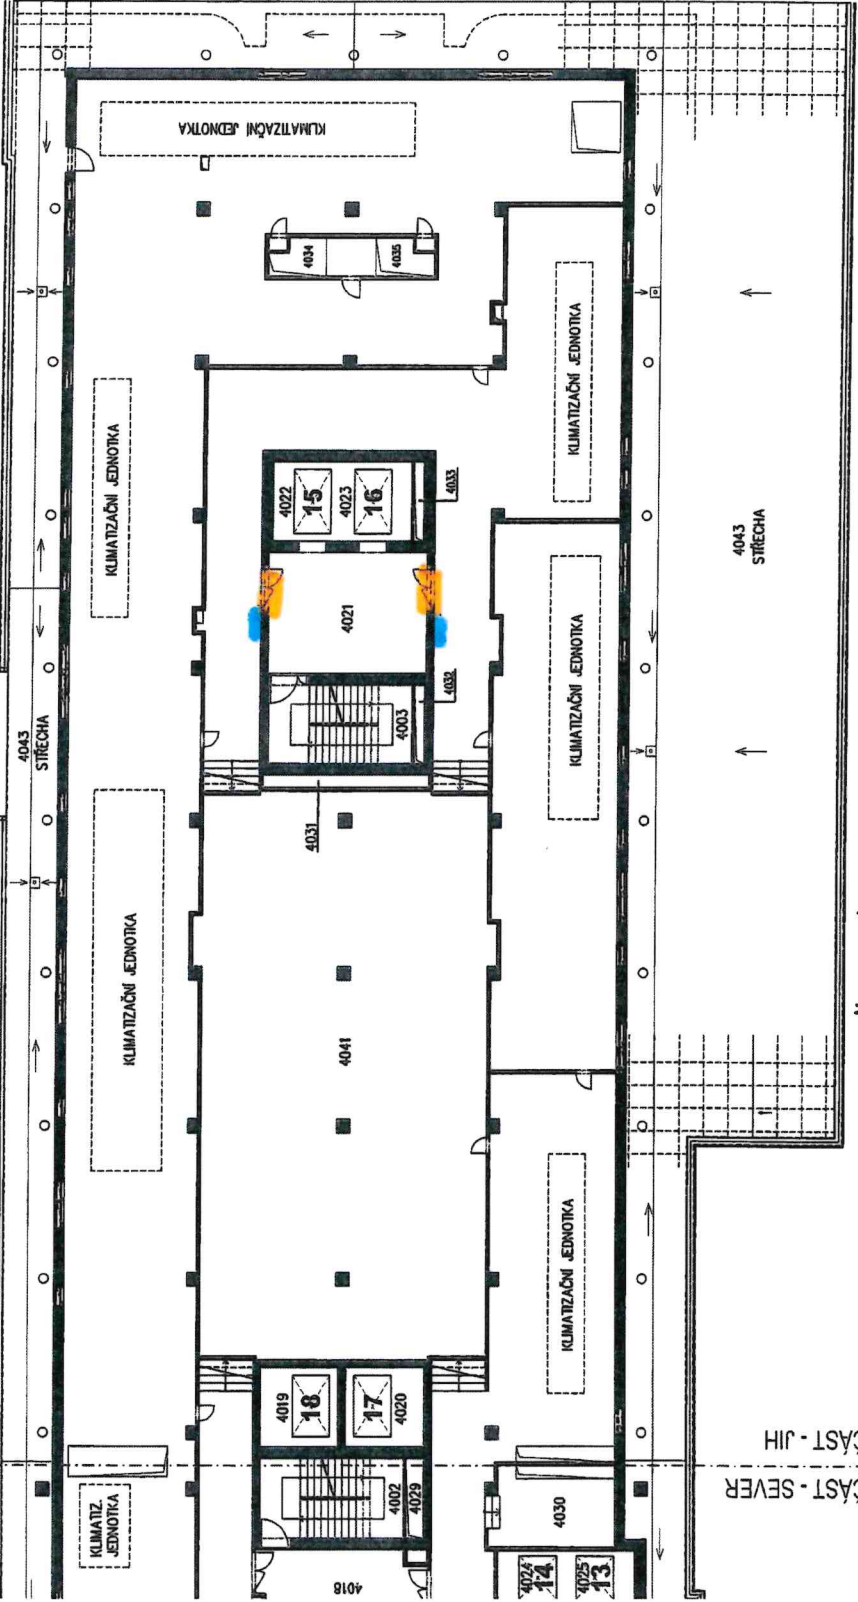 KLIMATIZAČNÍ JEDNOTKA
4034
4035
KLIMATIZAČNÍ JEDNOTKA
KLIMATIZAČNÍ JEDNOTKA
4022
15
4023
16
4033
4043
STŘECHA
4021
KLIMATIZAČNÍ JEDNOTKA
4032
4003
4043
STŘECHA
4031
KLIMATIZAČNÍ JEDNOTKA
4041
KLIMATIZAČNÍ JEDNOTKA
4019
18
17
4020
ČÁST - JIH
ČÁST - SEVER
KLIMATIZ.
JEDNOTKA
4002
4029
4030
4018
4024
14
4025
13